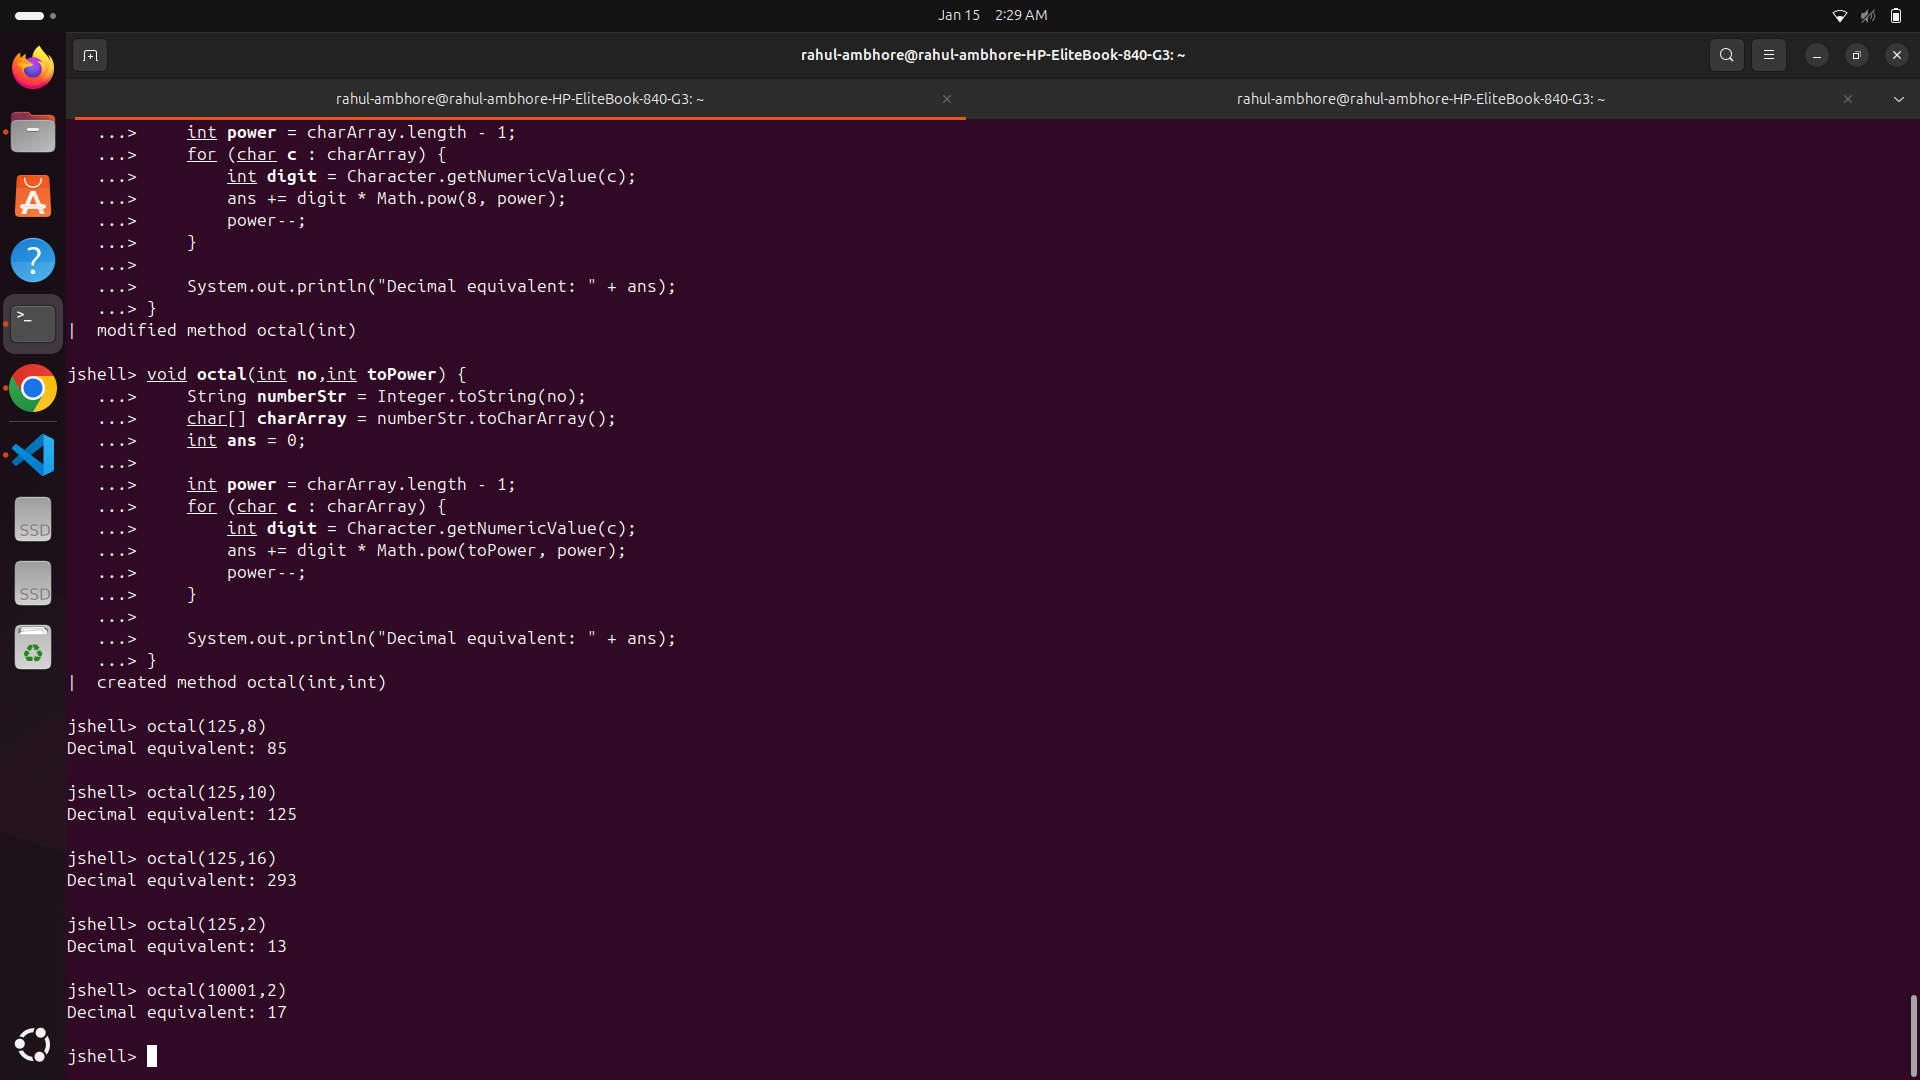 Jan 15 2:29 AM
rahul-ambhore@rahul-ambhore-HP-EliteBook-840-G3: ~
rahul-ambhore@rahul-ambhore-HP-EliteBook-840-G3: ~
rahul-ambhore@rahul-ambhore-HP-EliteBook-840-G3: ~
   ...>     int power = charArray.length - 1;
   ...>     for (char c : charArray) {
   ...>         int digit = Character.getNumericValue(c);
   ...>         ans += digit * Math.pow(8, power);
   ...>         power--;
   ...>     }
   ...>
   ...>     System.out.println("Decimal equivalent: " + ans);
   ...> }
|  modified method octal(int)
jshell> void octal(int no,int toPower) {
   ...>     String numberStr = Integer.toString(no);
   ...>     char[] charArray = numberStr.toCharArray();
   ...>     int ans = 0;
   ...>
   ...>     int power = charArray.length - 1;
   ...>     for (char c : charArray) {
   ...>         int digit = Character.getNumericValue(c);
   ...>         ans += digit * Math.pow(toPower, power);
   ...>         power--;
   ...>     }
   ...>
   ...>     System.out.println("Decimal equivalent: " + ans);
   ...> }
|  created method octal(int,int)
jshell> octal(125,8)
Decimal equivalent: 85
jshell> octal(125,10)
Decimal equivalent: 125
jshell> octal(125,16)
Decimal equivalent: 293
jshell> octal(125,2)
Decimal equivalent: 13
jshell> octal(10001,2)
Decimal equivalent: 17
jshell>
SSD
SSD